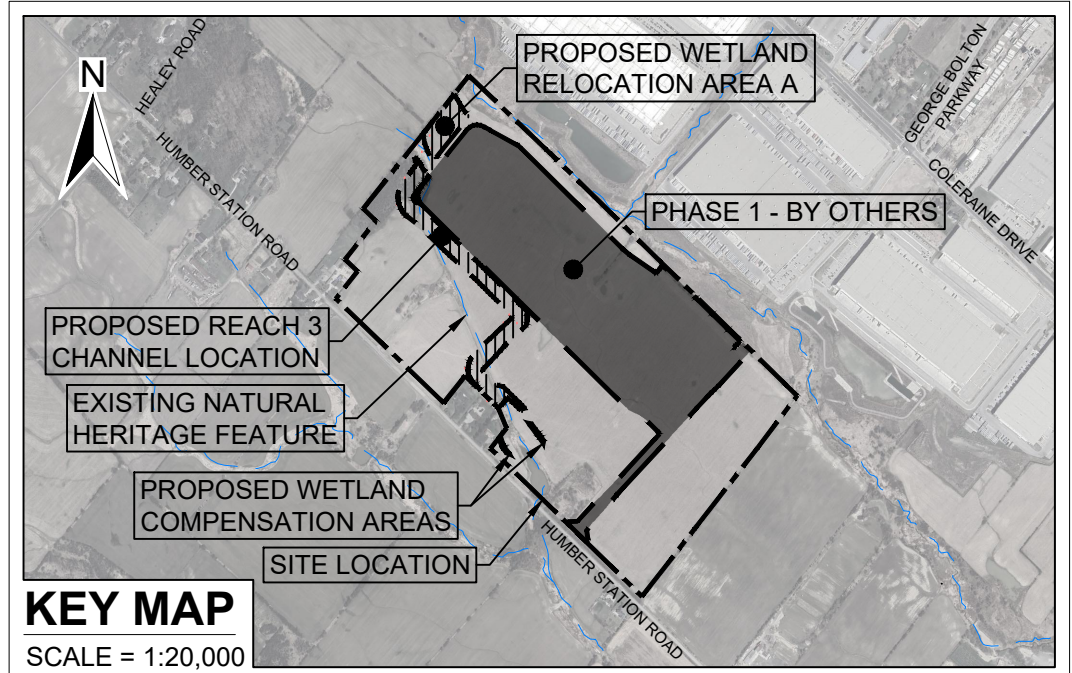 N
HEALEY ROAD
HUMBER STATION ROAD
PROPOSED WETLAND
RELOCATION AREA A
GEORGE BOLTON
PARKWAY
COLERAINE DRIVE
PHASE 1 - BY OTHERS
PROPOSED REACH 3
CHANNEL LOCATION
EXISTING NATURAL
HERITAGE FEATURE
PROPOSED WETLAND
COMPENSATION AREAS
SITE LOCATION
HUMBER STATION ROAD
KEY MAP
SCALE = 1:20,000